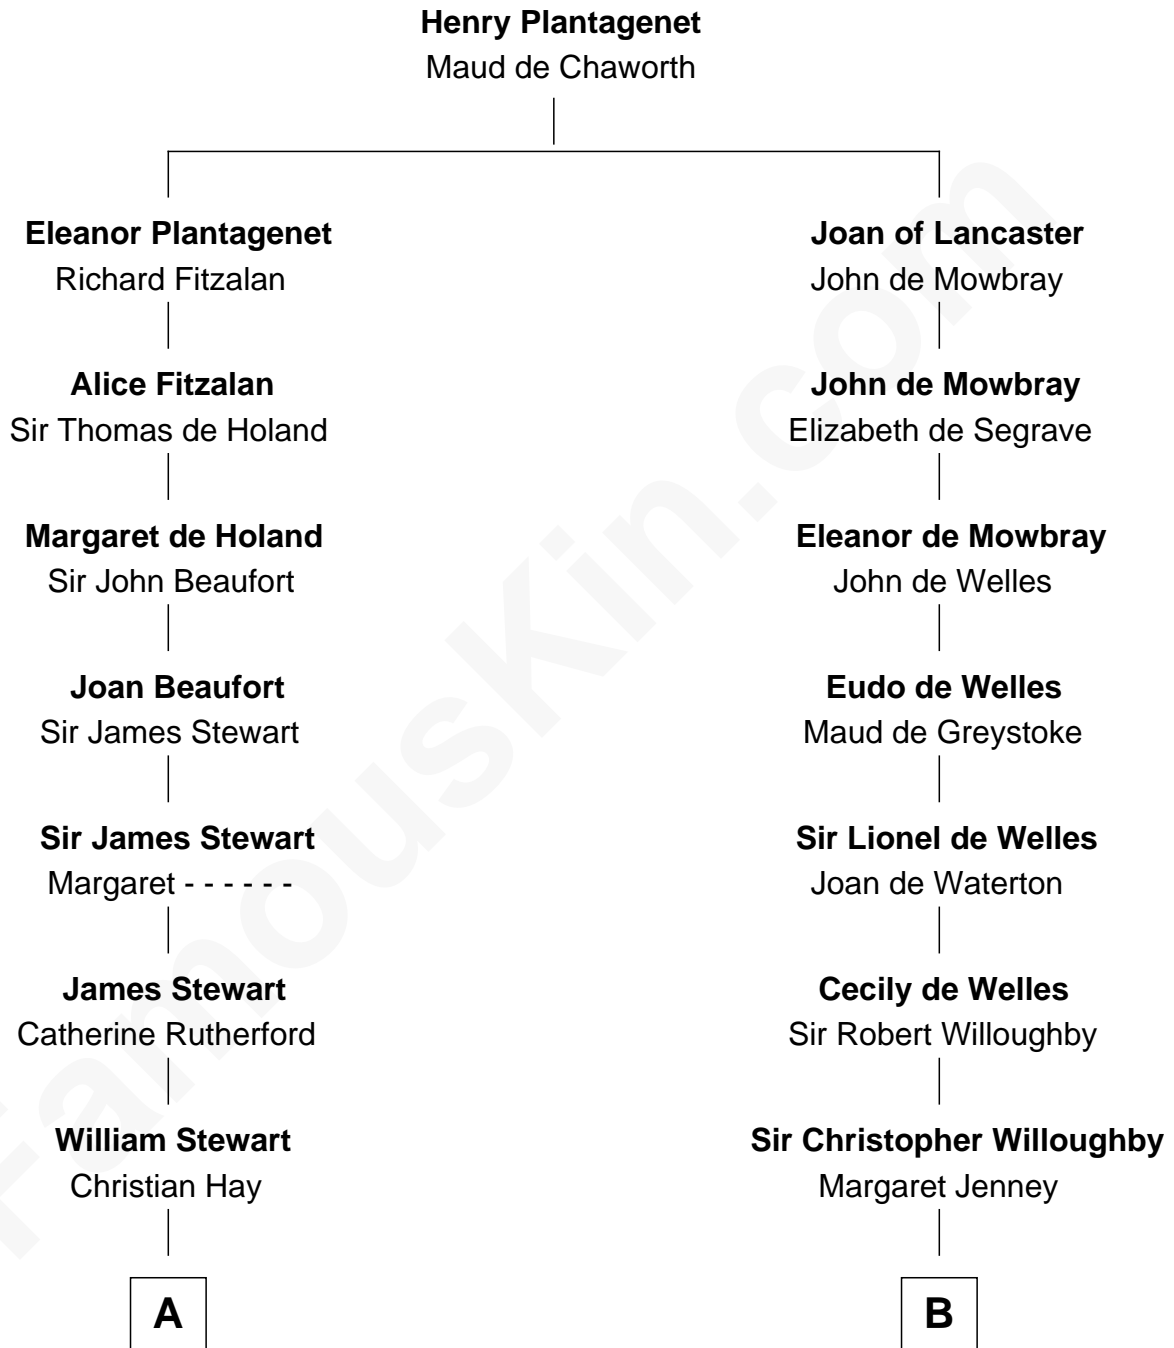 Henry Plantagenet
Maud de Chaworth
Eleanor Plantagenet
Richard Fitzalan
Joan of Lancaster
John de Mowbray
Alice Fitzalan
Sir Thomas de Holand
John de Mowbray
Elizabeth de Segrave
Margaret de Holand
Sir John Beaufort
Eleanor de Mowbray
John de Welles
Joan Beaufort
Sir James Stewart
Eudo de Welles
Maud de Greystoke
Sir James Stewart
Margaret - - - - - -
Sir Lionel de Welles
Joan de Waterton
James Stewart
Catherine Rutherford
Cecily de Welles
Sir Robert Willoughby
William Stewart
Christian Hay
Sir Christopher Willoughby
Margaret Jenney
A
B
FamousKin.com